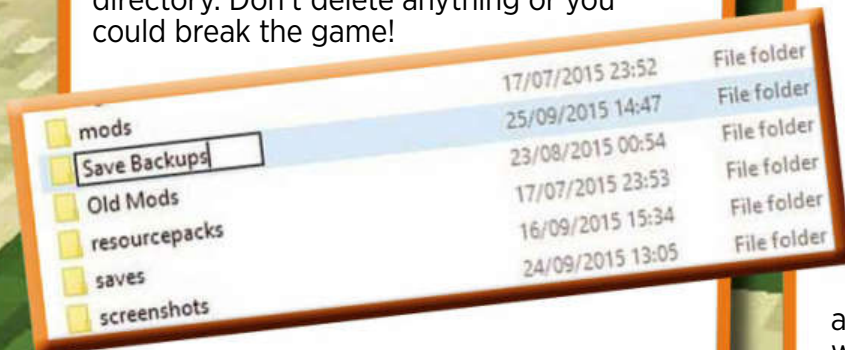 directory. Don't delete anything or you
could break the game!
mods 17/07/2015 23:52 File folder
Save Backups 25/09/2015 14:47 File folder
Old Mods 23/08/2015 00:54 File folder
resourcepacks 17/07/2015 23:53 File folder
saves 16/09/2015 15:34 File folder
screenshots 24/09/2015 13:05 File folder
a